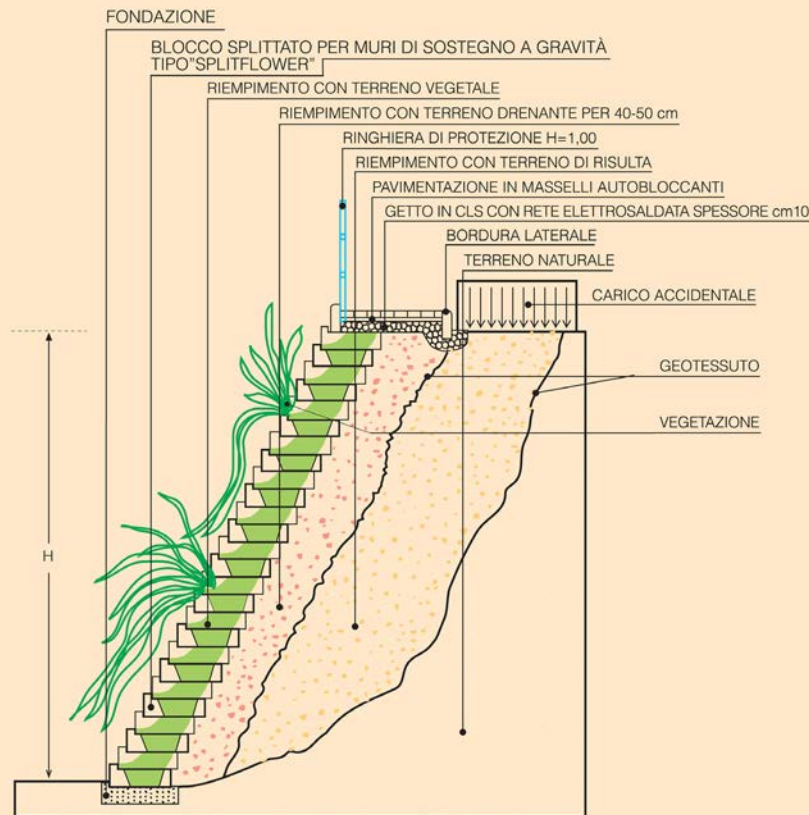 FONDAZIONE
BLOCCO SPLITTATO PER MURI DI SOSTEGNO A GRAVITÀ
TIPO"SPLITFLOWER"
RIEMPIMENTO CON TERRENO VEGETALE
RIEMPIMENTO CON TERRENO DRENANTE PER 40-50 cm
RINGHIERA DI PROTEZIONE H=1,00
RIEMPIMENTO CON TERRENO DI RISULTA
PAVIMENTAZIONE IN MASSELLI AUTOBLOCCANTI
GETTO IN CLS CON RETE ELETTROSALDATA SPESSORE cm10
BORDURA LATERALE
TERRENO NATURALE
CARICO ACCIDENTALE
GEOTESSUTO
VEGETAZIONE
H